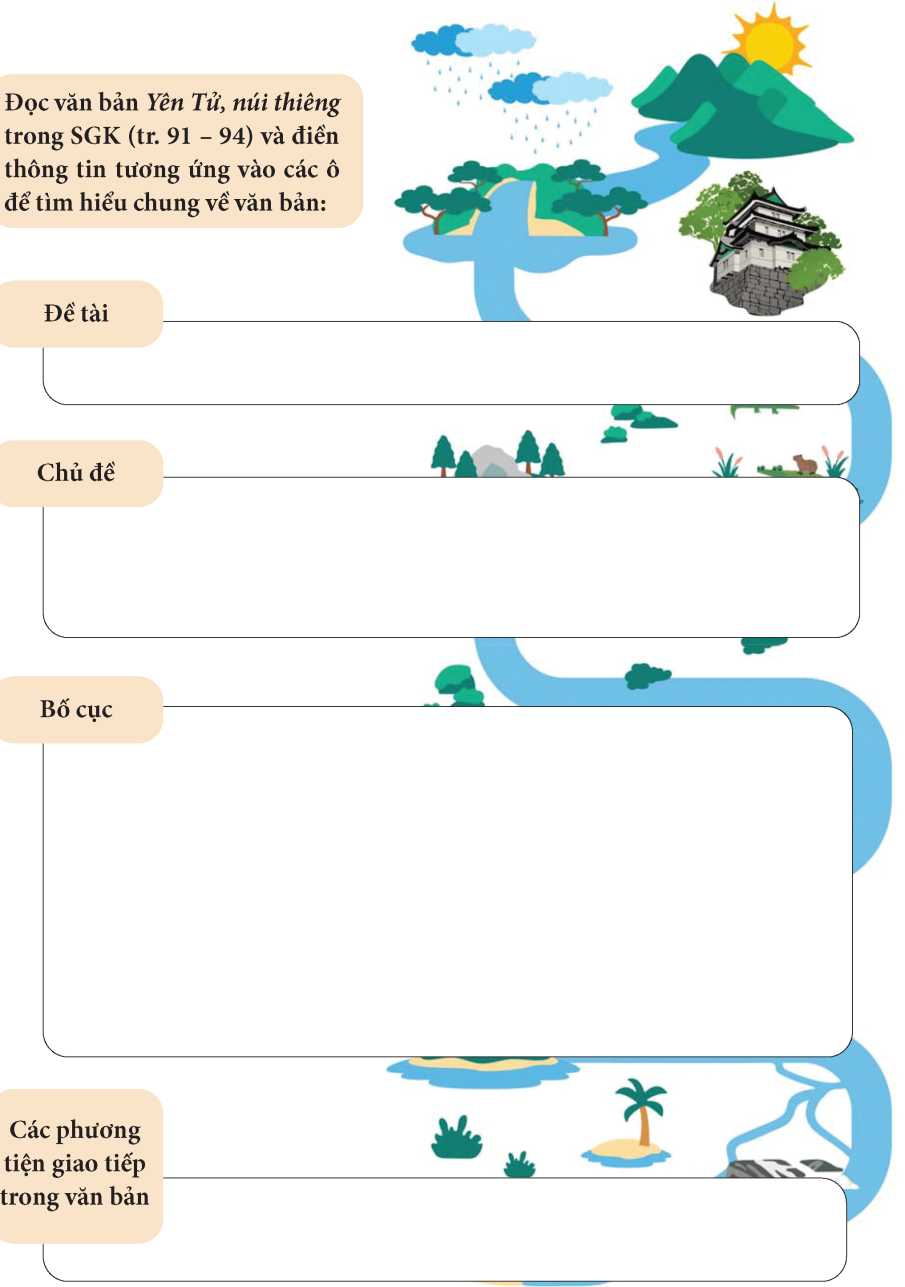 Đọc văn bản Yên Tử, núi thiêng
trong SGK (tr. 91 – 94) và điền
thông tin tương ứng vào các ô
để tìm hiểu chung về văn bản:
Đề tài
Chủ đề
Bố cục
Các phương
tiện giao tiếp
trong văn bản